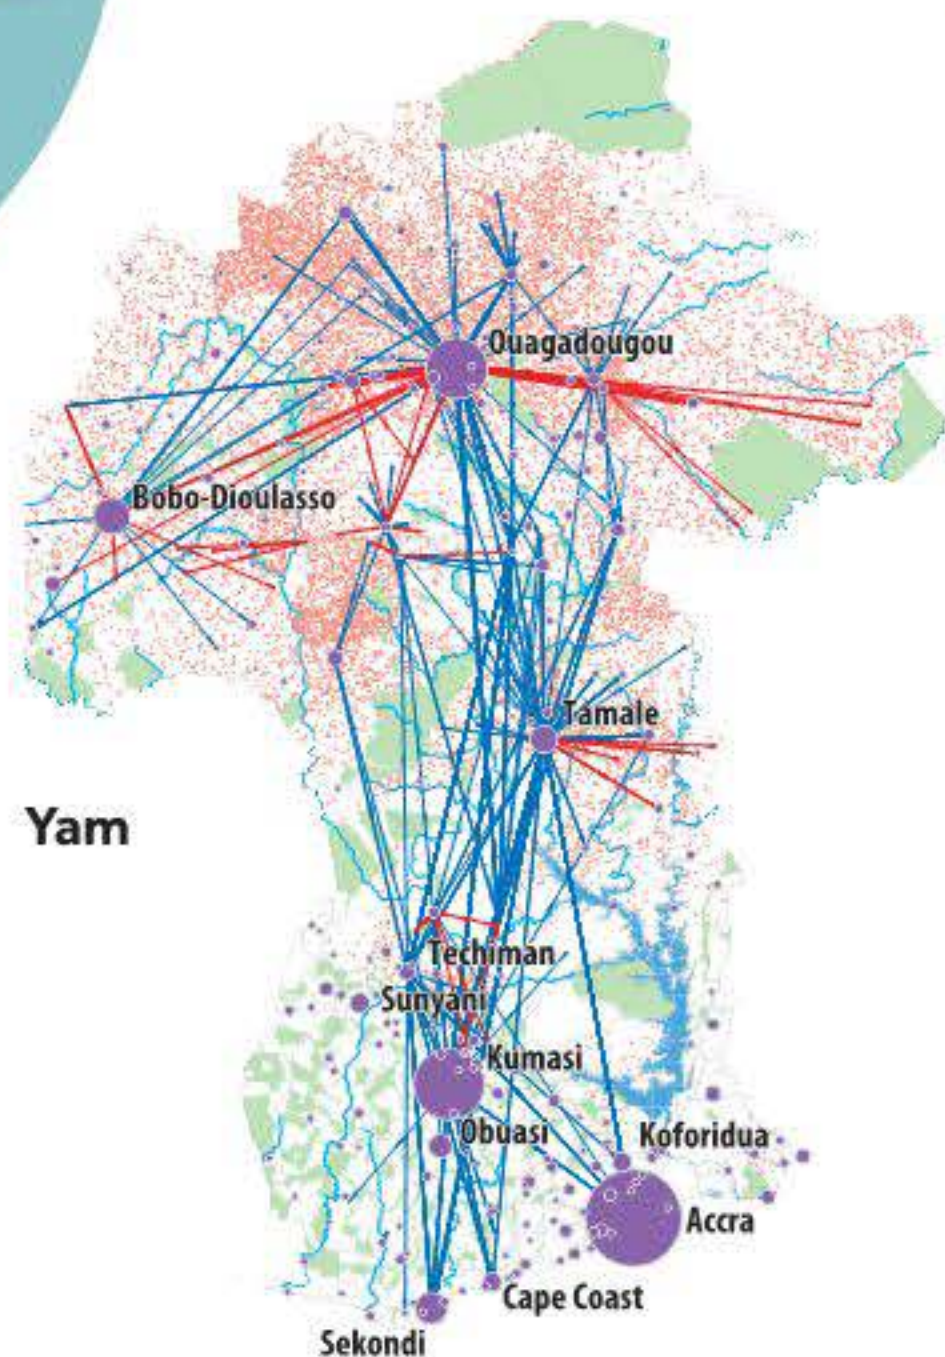 Ouagadougou
Bobo-Dioulasso
Tamale
Yam
Techiman
Sunyani
Kumasi
Obuasi
Koforidua
Accra
Cape Coast
Sekondi